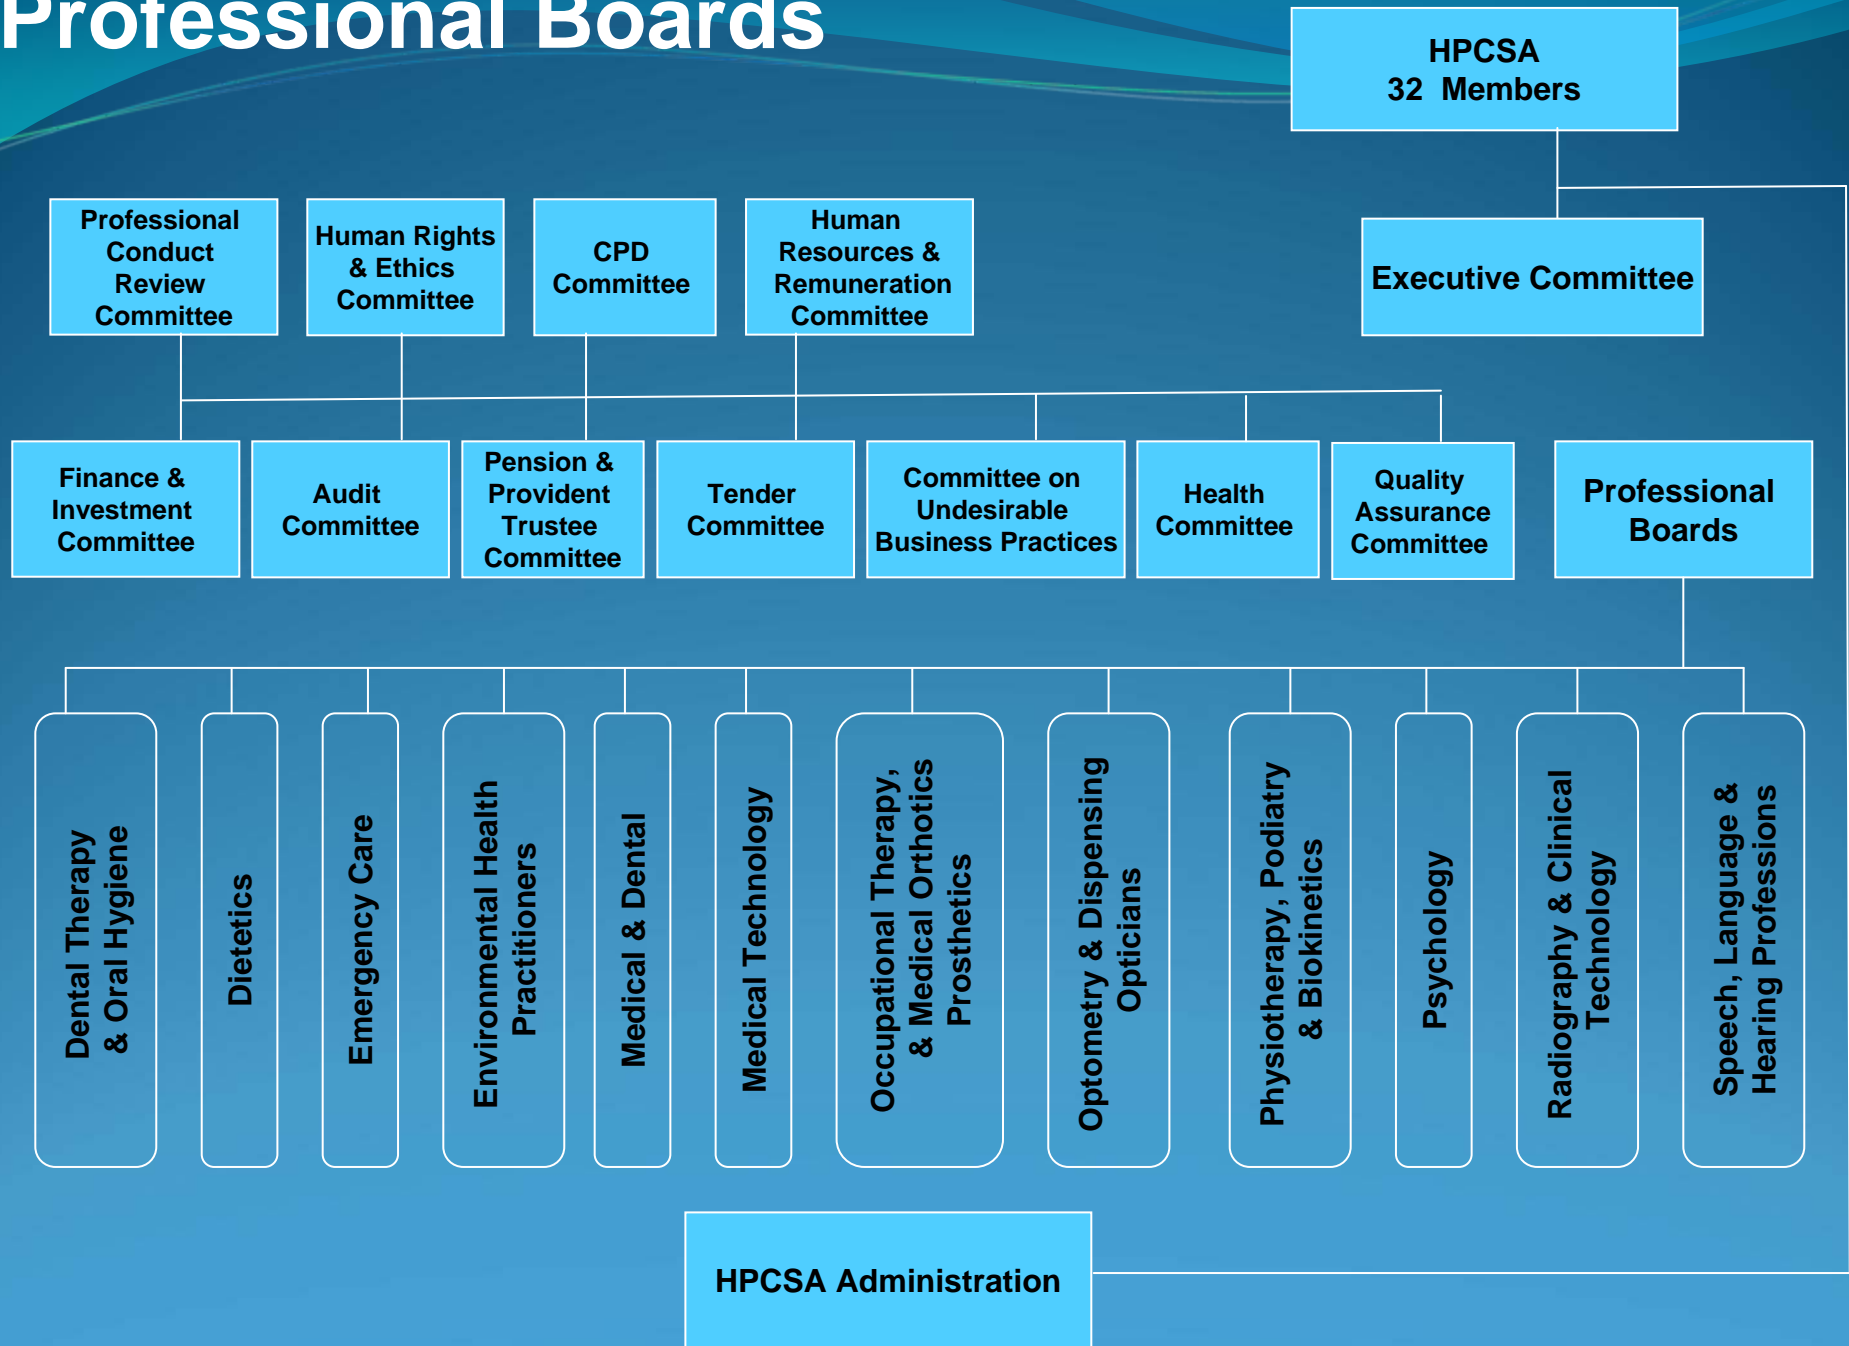 Professional Boards
HPCSA
32 Members
Professional
Conduct
Review
Committee
Human Rights
& Ethics
Committee
CPD
Committee
Human
Resources &
Remuneration
Committee
Executive Committee
Finance &
Investment
Committee
Audit
Committee
Pension &
Provident
Trustee
Committee
Tender
Committee
Committee on
Undesirable
Business Practices
Health
Committee
Quality
Assurance
Committee
Professional
Boards
Dental Therapy
& Oral Hygiene
Dietetics
Emergency Care
Environmental Health
Practitioners
Medical & Dental
Medical Technology
Occupational Therapy,
& Medical Orthotics
Prosthetics
Optometry & Dispensing
Opticians
Physiotherapy, Podiatry
& Biokinetics
Psychology
Radiography & Clinical
Technology
Speech, Language &
Hearing Professions
HPCSA Administration